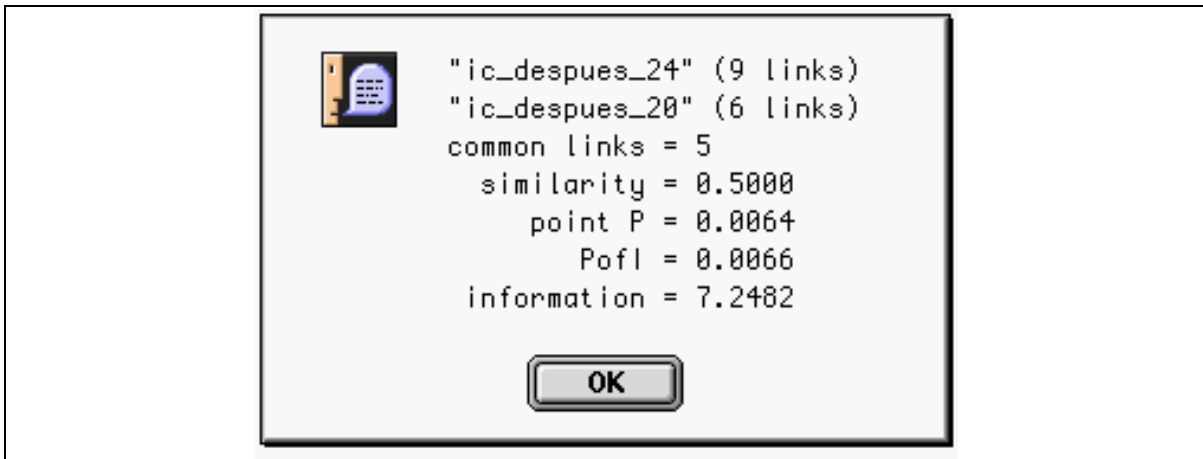 "ic_despues_24" (9 links)
"ic_despues_20" (6 links)
common links = 5
similarity = 0.5000
point P = 0.0064
PofI = 0.0066
information = 7.2482
OK